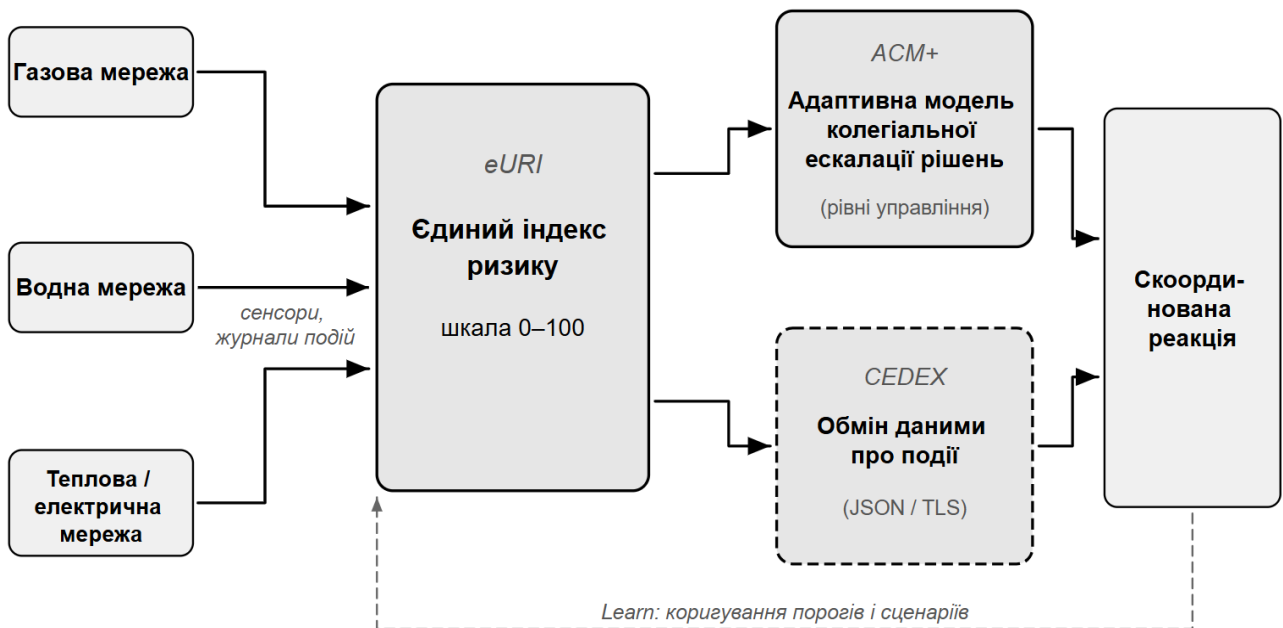 Газова мережа
Водна мережа
сенсори,
журнали подій
Теплова /
електрична
мережа
eURI
Єдиний індекс
ризику
шкала 0–100
ACM+
Адаптивна модель
колегіальної
ескалації рішень
(рівні управління)
CEDEX
Обмін даними
про події
(JSON / TLS)
Скоорди-
нована
реакція
Learn: коригування порогів і сценаріїв